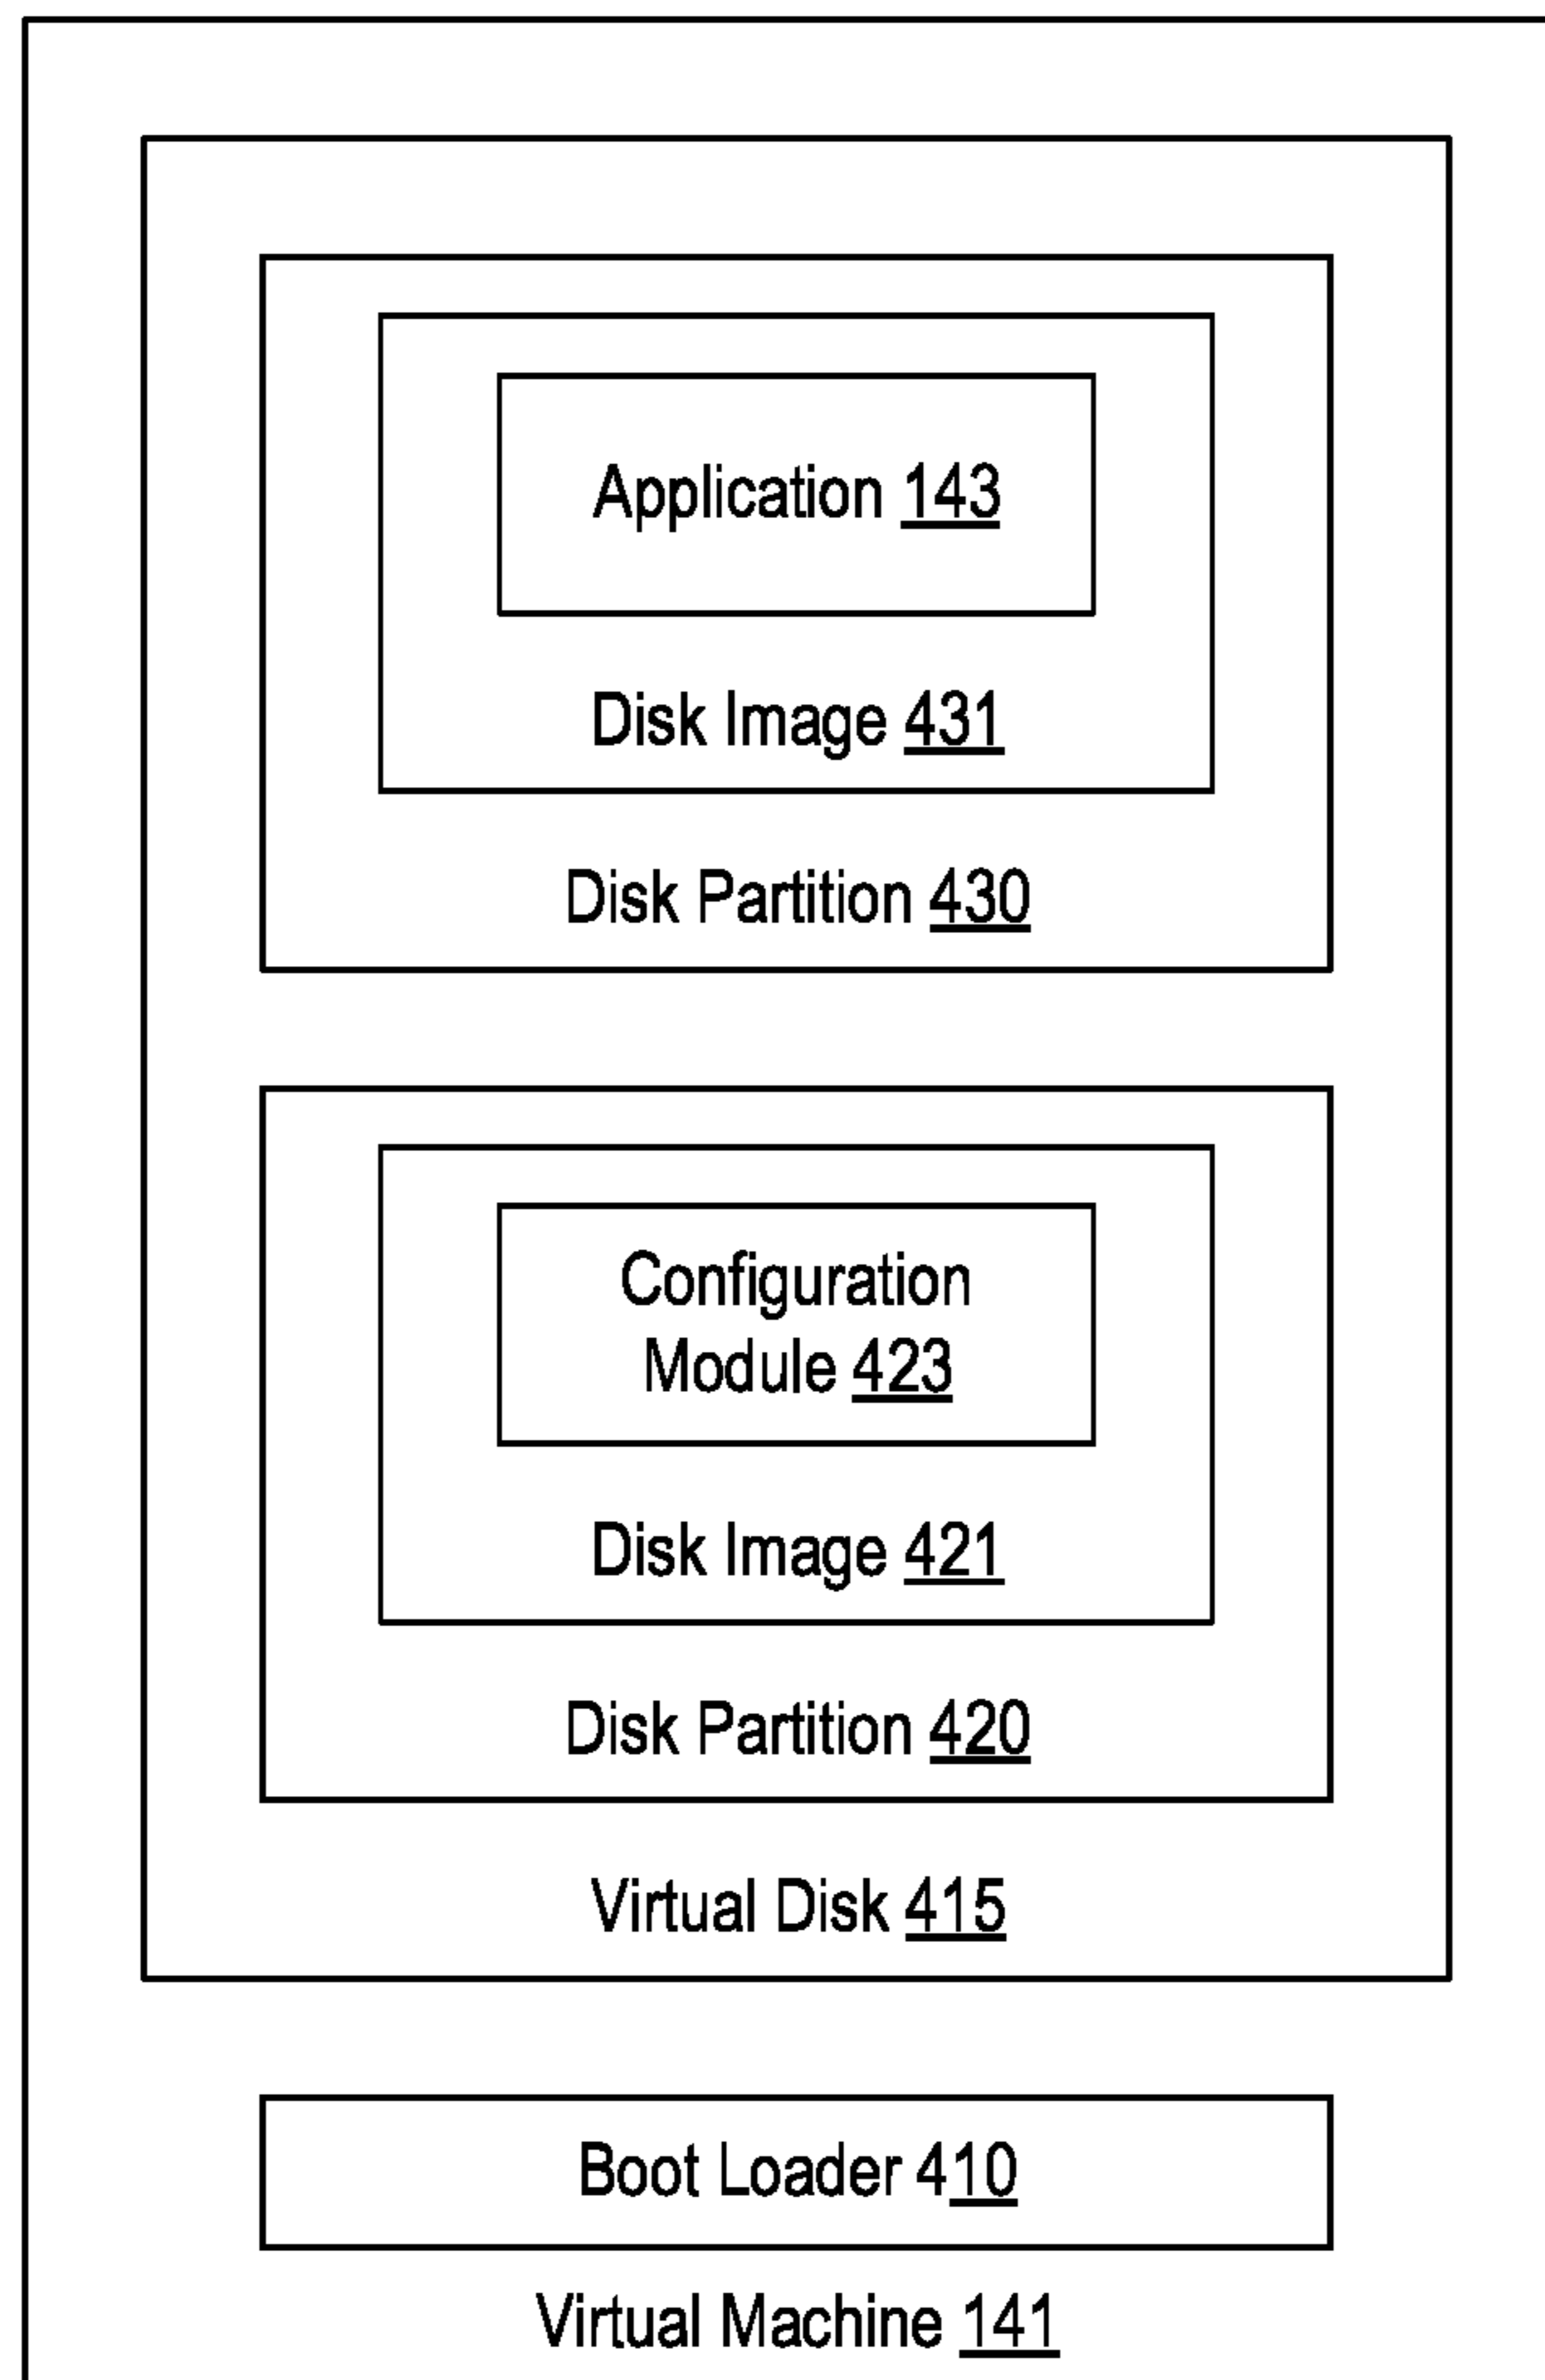 Application 143
Disk Image 431
Disk Partition 430
Configuration
Module 423
Disk Image 421
Disk Partition 420
Virtual Disk 415
Boot Loader 410
Virtual Machine 141